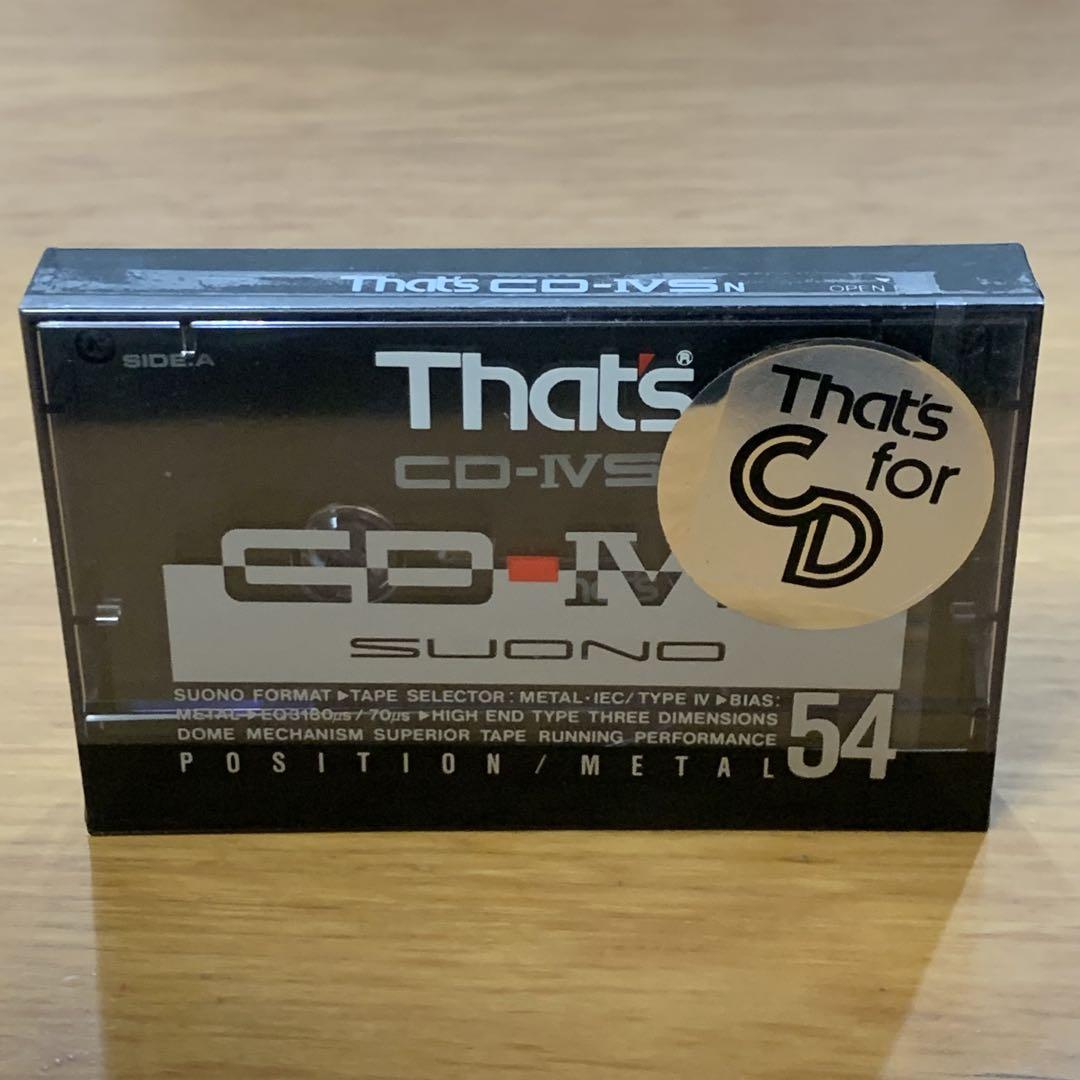 That's CD-IVS N
OPEN
SIDE:A
That's®
CD-IVS
That's
for
CD
CD-IV
SUONO
SUONO FORMAT ▶TAPE SELECTOR: METAL·IEC/TYPE IV ▶BIAS:
METAL ▶EQ3180μs/70μs ▶HIGH END TYPE THREE DIMENSIONS
DOME MECHANISM SUPERIOR TAPE RUNNING PERFORMANCE
54
POSITION/METAL